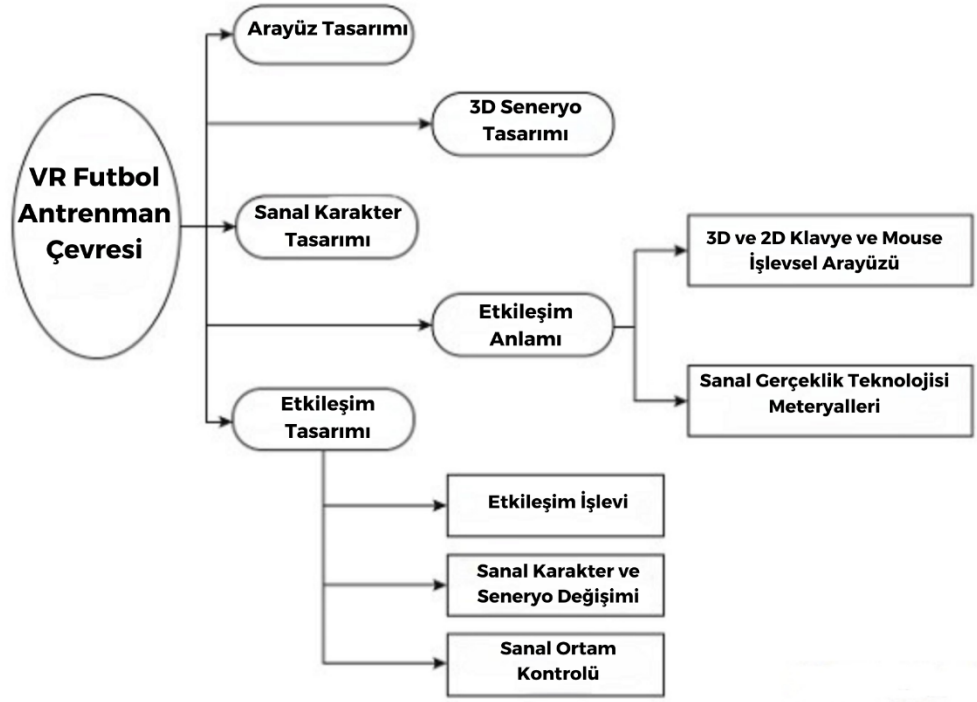 Arayüz Tasarımı
3D Seneryo
Tasarımı
VR Futbol
Antrenman
Çevresi
Sanal Karakter
Tasarımı
3D ve 2D Klavye ve Mouse
İşlevsel Arayüzü
Etkileşim
Anlamı
Sanal Gerçeklik Teknolojisi
Meteryalleri
Etkileşim
Tasarımı
Etkileşim İşlevi
Sanal Karakter ve
Seneryo Değişimi
Sanal Ortam
Kontrolü